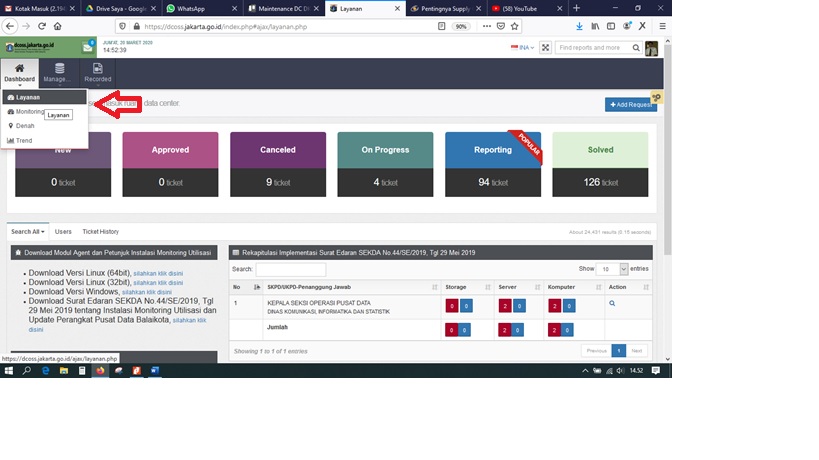 Kotak Masuk (2.194
Drive Saya - Google
WhatsApp
Maintenance DC D
Layanan
Pentingnya Supply
(58) YouTube
https://dcoss.jakarta.go.id/index.php#ajax/layanan.php
90%
dcoss.jakarta.go.id
JUMAT, 20 MARET 2020
14:52:39
INA
Find reports and more
Dashboard
Manage...
Recorded
Layanan
masuk ruang data center.
Add Request
Monitoring
Layanan
Denah
Trend
New
Approved
Canceled
On Progress
Reporting
POPULAR
Solved
0 ticket
0 ticket
9 ticket
4 ticket
94 ticket
126 ticket
Search All
Users
Ticket History
About 24,431 results (0.15 seconds)
Download Modul Agent dan Petunjuk Instalasi Monitoring Utilisasi
Download Versi Linux (64bit), silahkan klik disini
Download Versi Linux (32bit), silahkan klik disini
Download Versi Windows, silahkan klik disini
Download Surat Edaran SEKDA No.44/SE/2019, Tgl
29 Mei 2019 tentang Instalasi Monitoring Utilisasi dan
Update Perangkat Pusat Data Balaikota, silahkan klik
disini
Rekapitulasi Implementasi Surat Edaran SEKDA No.44/SE/2019, Tgl 29 Mei 2019
Search:
Show 10 entries
No
SKPD/UKPD-Penanggung Jawab
Storage
Server
Komputer
Action
1
KEPALA SEKSI OPERASI PUSAT DATA
DINAS KOMUNIKASI, INFORMATIKA DAN STATISTIK
0 0
2 0
2 0
Jumlah
0 0
2 0
2 0
Showing 1 to 1 of 1 entries
Previous 1 Next
https://dcoss.jakarta.go.id/ajax/layanan.php
14.52